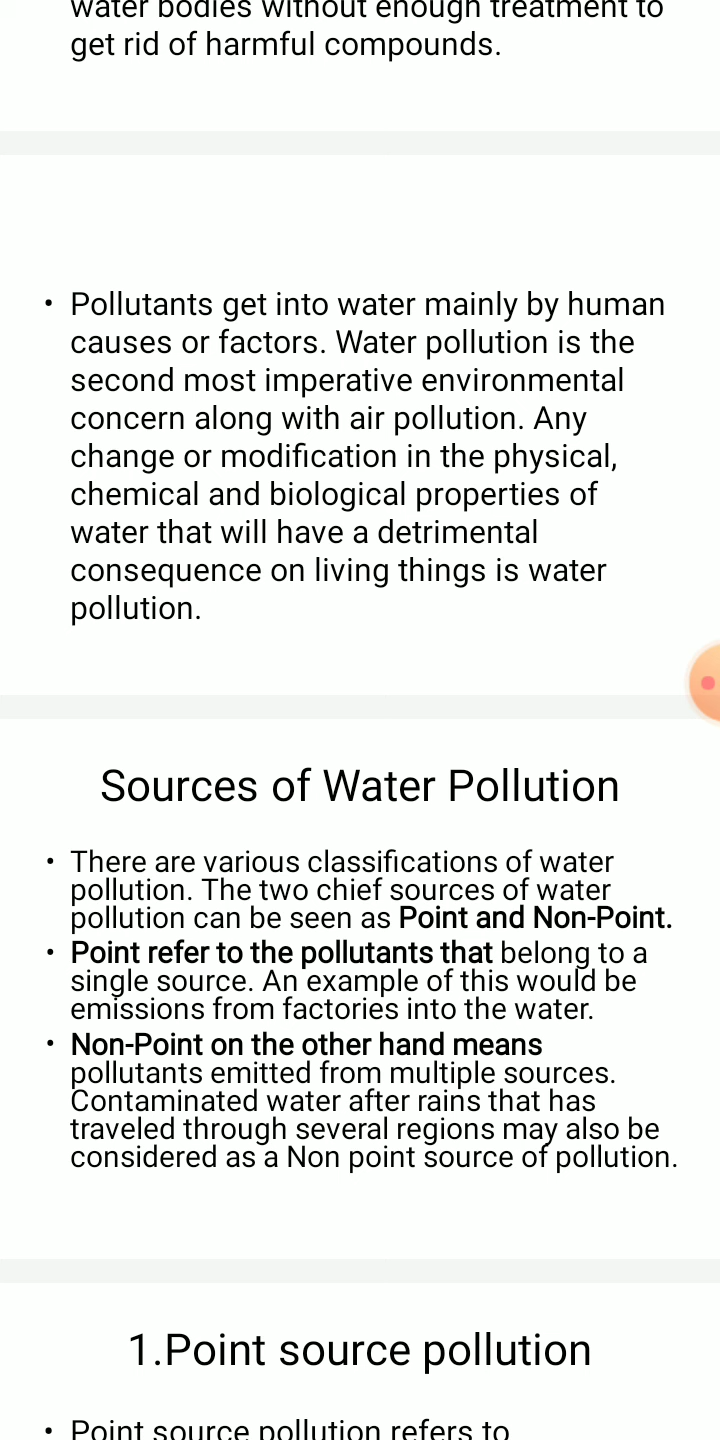 water bodies without enough treatment to
get rid of harmful compounds.
• Pollutants get into water mainly by human
causes or factors. Water pollution is the
second most imperative environmental
concern along with air pollution. Any
change or modification in the physical,
chemical and biological properties of
water that will have a detrimental
consequence on living things is water
pollution.
Sources of Water Pollution
• There are various classifications of water
pollution. The two chief sources of water
pollution can be seen as Point and Non-Point.
• Point refer to the pollutants that belong to a
single source. An example of this would be
emissions from factories into the water.
• Non-Point on the other hand means
pollutants emitted from multiple sources.
Contaminated water after rains that has
traveled through several regions may also be
considered as a Non point source of pollution.
1.Point source pollution
• Point source pollution refers to